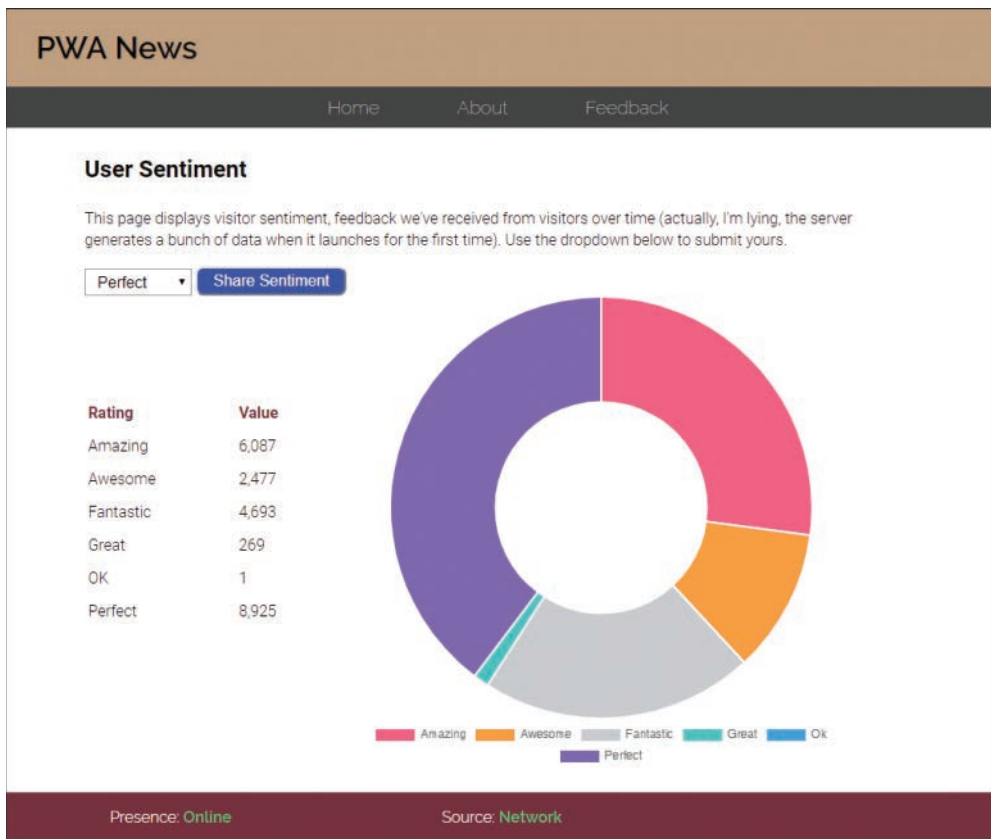 PWA News
Home About Feedback
User Sentiment
This page displays visitor sentiment, feedback we've received from visitors over time (actually, I'm lying, the server
generates a bunch of data when it launches for the first time). Use the dropdown below to submit yours.
Perfect Share Sentiment
Rating Value
Amazing 6,087
Awesome 2,477
Fantastic 4,693
Great 269
OK 1
Perfect 8,925
Amazing Awesome Fantastic Great Ok
Perfect
Presence: Online Source: Network